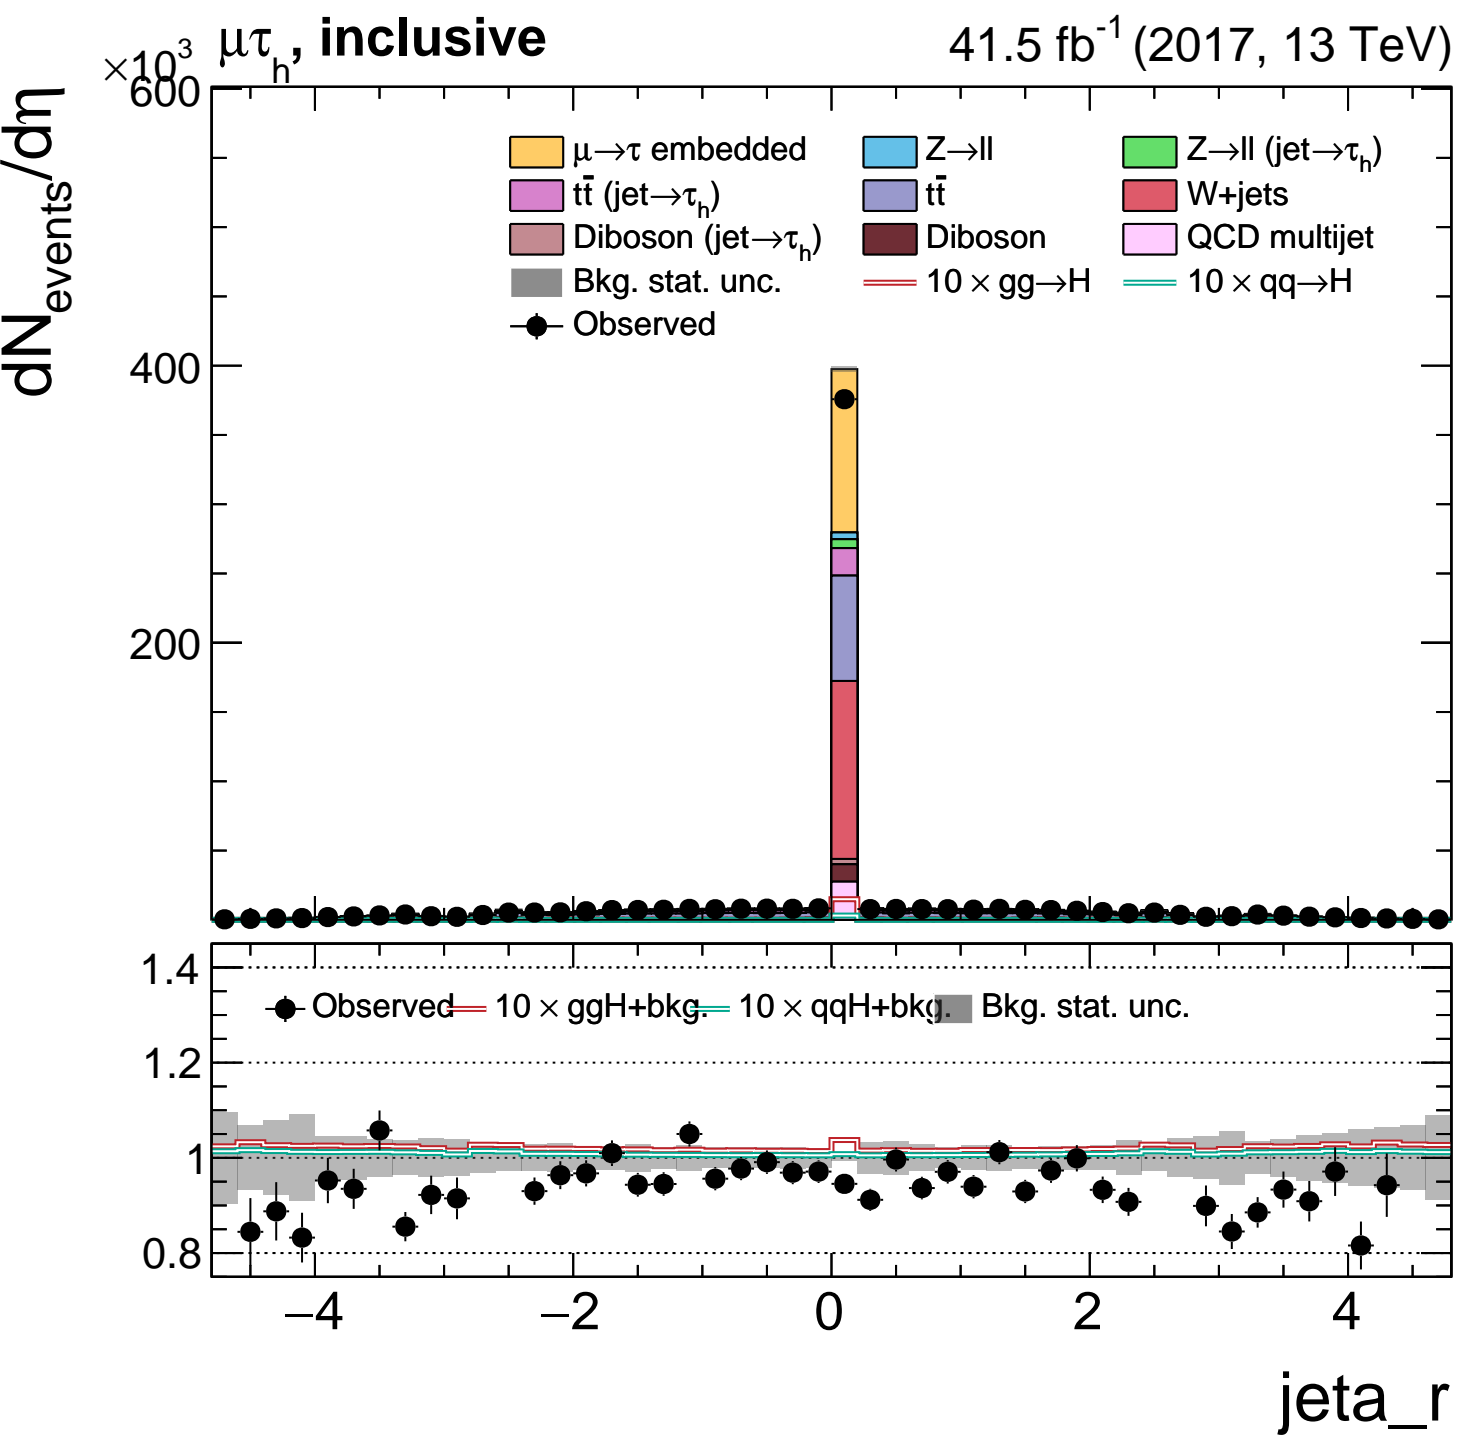 ×10³ μτh, inclusive 41.5 fb⁻¹ (2017, 13 TeV)
dNevents/dη
600
400
200
μ→τ embedded Z→ll Z→ll (jet→τh)
tt̄ (jet→τh) tt̄ W+jets
Diboson (jet→τh) Diboson QCD multijet
Bkg. stat. unc. 10 × gg→H 10 × qq→H
Observed
1.4
Observed 10 × ggH+bkg. 10 × qqH+bkg. Bkg. stat. unc.
1.2
1
0.8
−4 −2 0 2 4
jeta_r